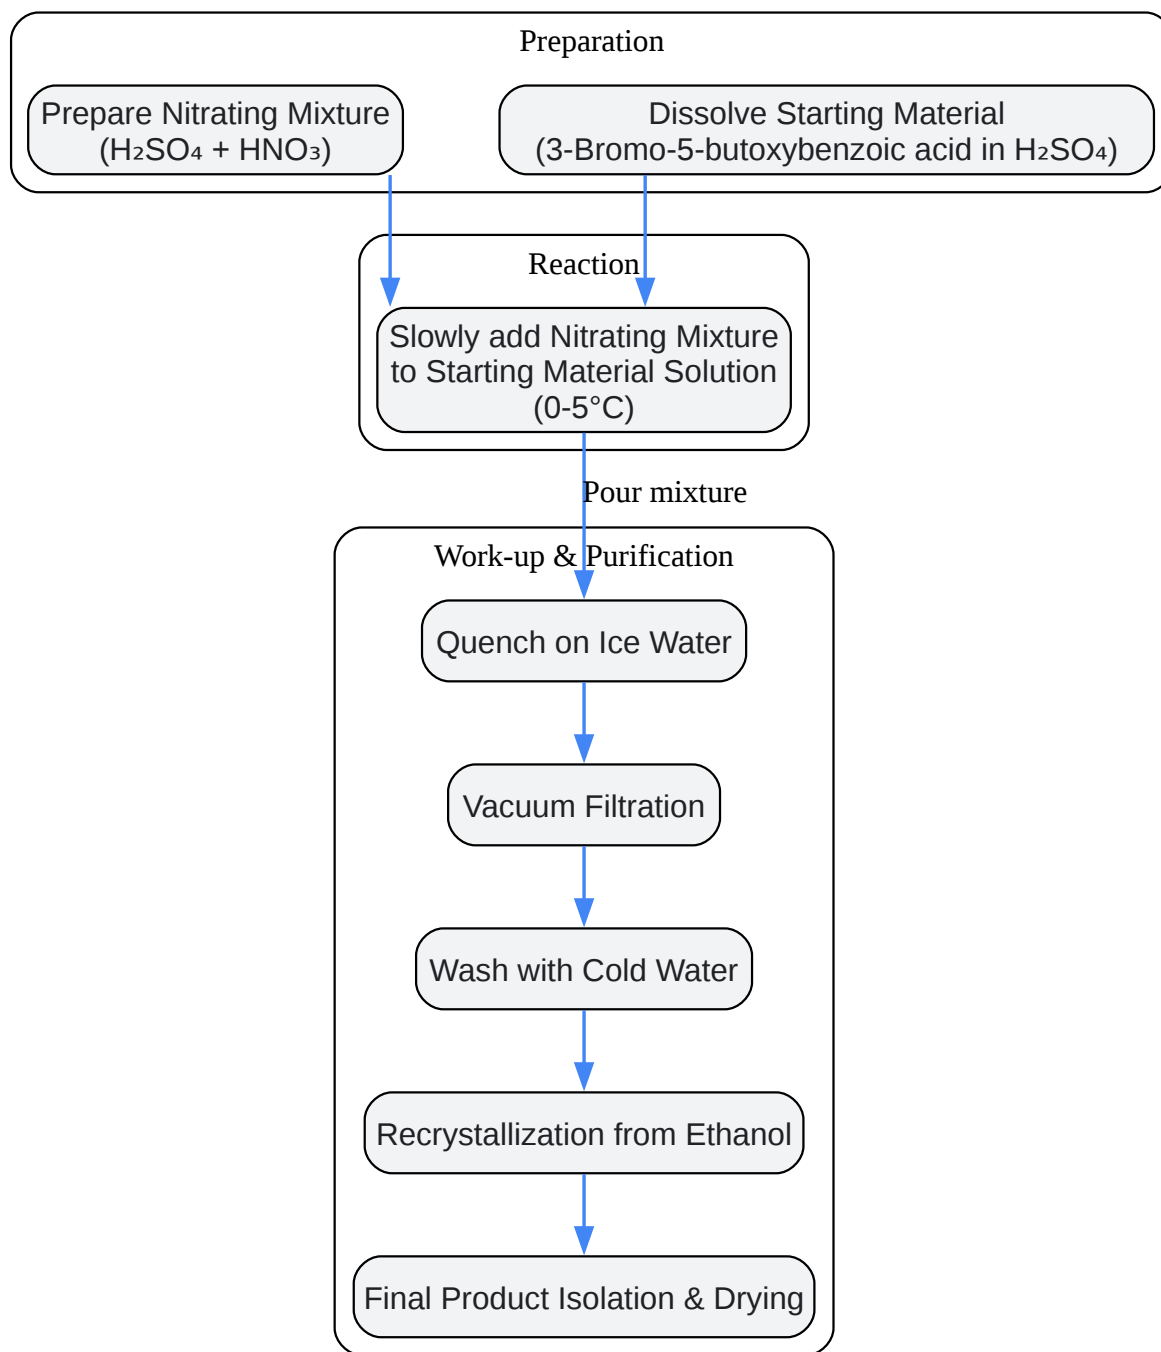 Preparation
Prepare Nitrating Mixture
(H₂SO₄ + HNO₃)
Dissolve Starting Material
(3-Bromo-5-butoxybenzoic acid in H₂SO₄)
Reaction
Slowly add Nitrating Mixture
to Starting Material Solution
(0-5°C)
Pour mixture
Work-up & Purification
Quench on Ice Water
Vacuum Filtration
Wash with Cold Water
Recrystallization from Ethanol
Final Product Isolation & Drying